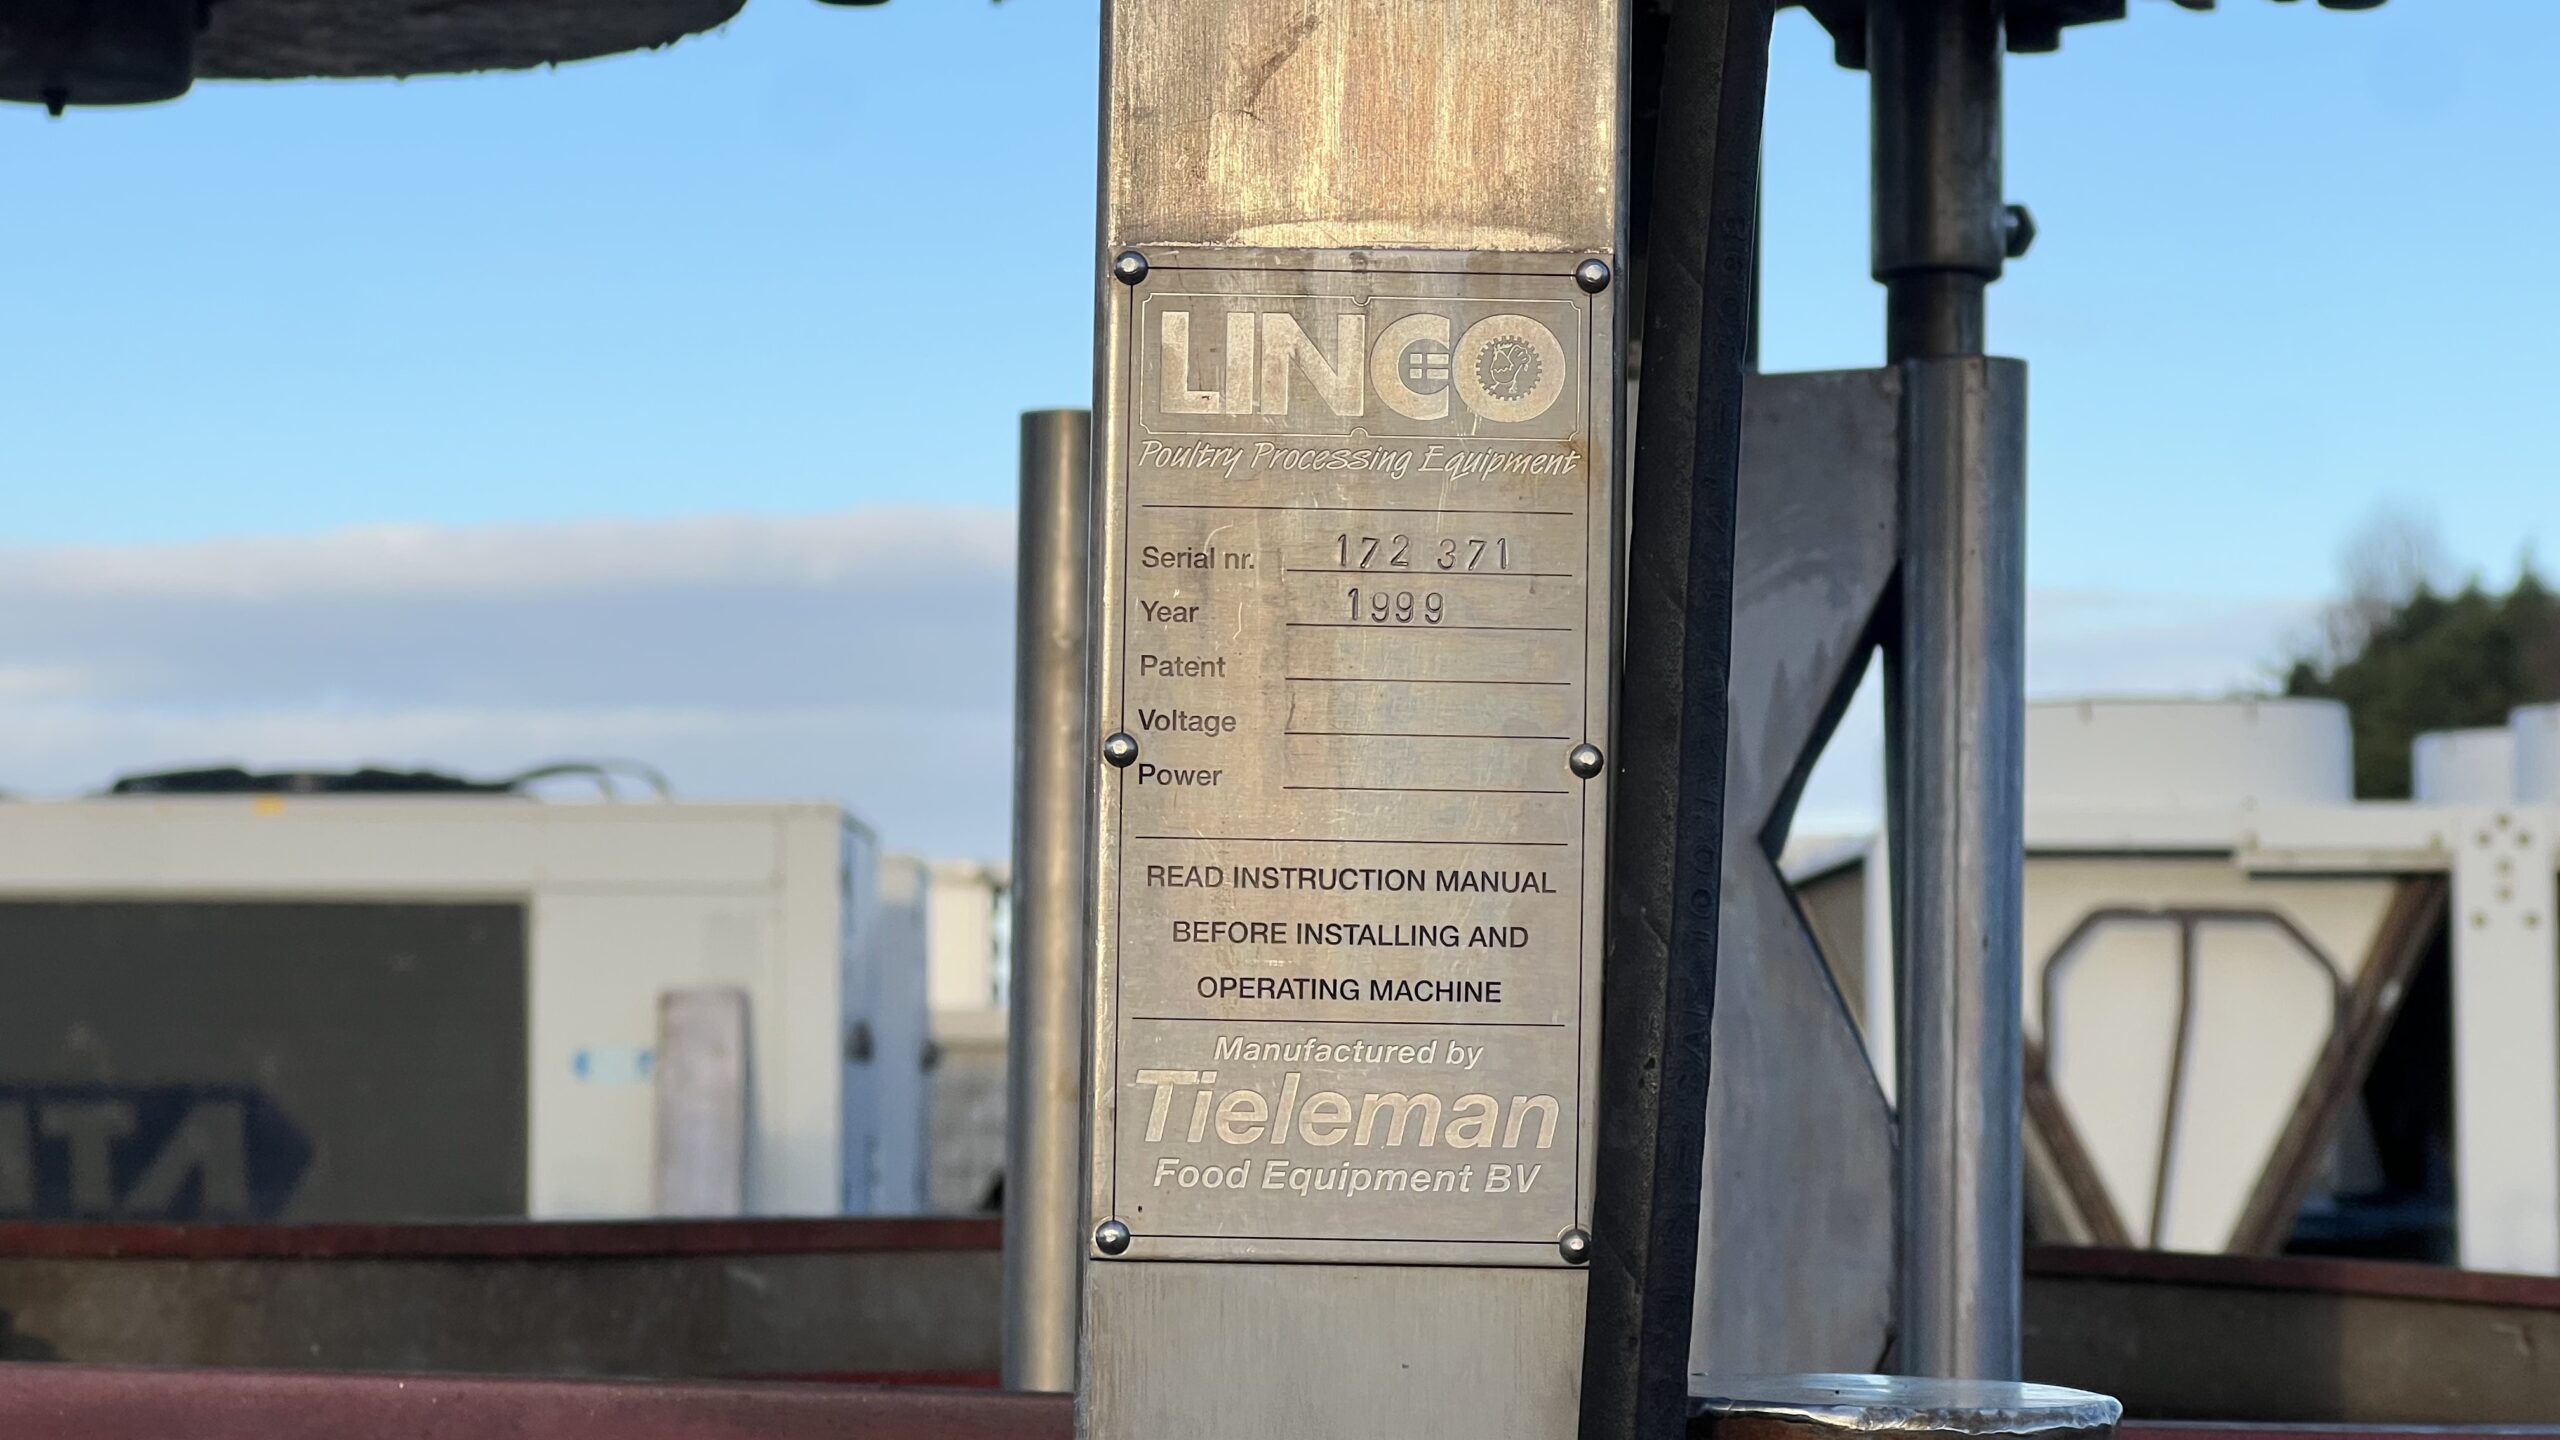 LINCO
Poultry Processing Equipment
Serial nr. 172 371
Year 1999
Patent
Voltage
Power
READ INSTRUCTION MANUAL
BEFORE INSTALLING AND
OPERATING MACHINE
Manufactured by
Tieleman
Food Equipment BV